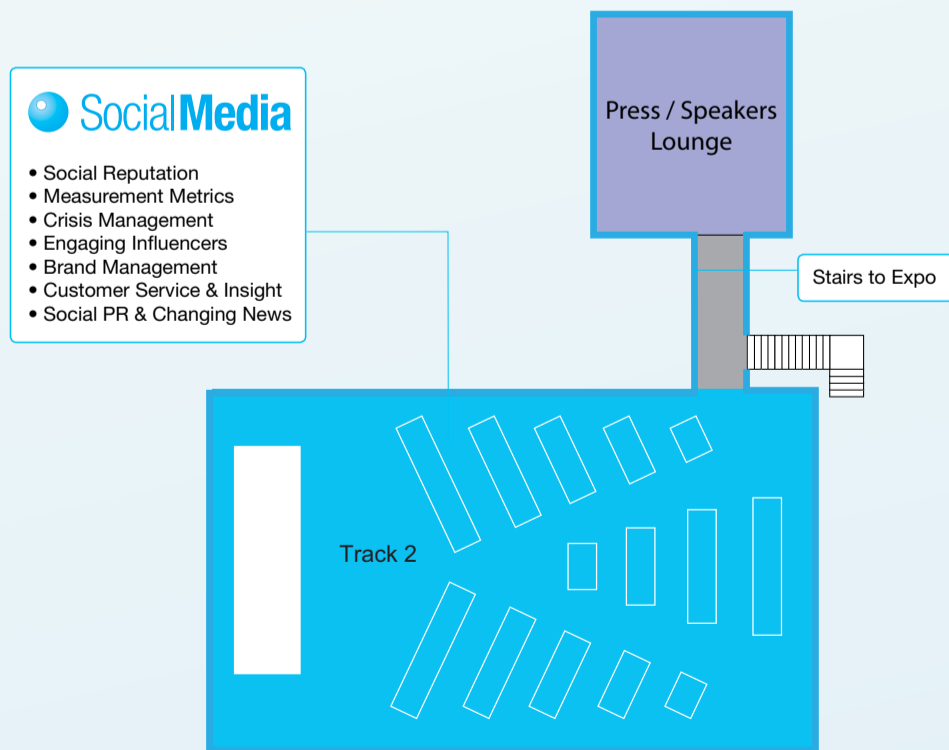 SocialMedia
• Social Reputation
• Measurement Metrics
• Crisis Management
• Engaging Influencers
• Brand Management
• Customer Service & Insight
• Social PR & Changing News
Press / Speakers
Lounge
Stairs to Expo
Track 2